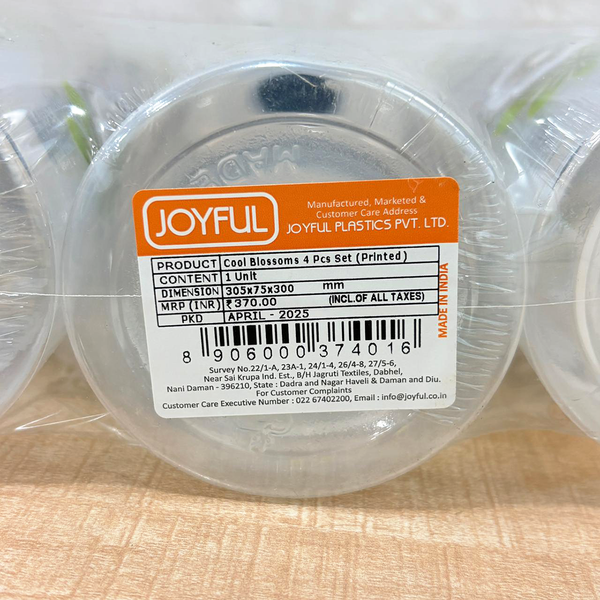 MADE
JOYFUL
Manufactured, Marketed &
Customer Care Address
JOYFUL PLASTICS PVT. LTD.
PRODUCT Cool Blossoms 4 Pcs Set (Printed)
CONTENT 1 Unit
DIMENSION 305x75x300 mm
MRP (INR) ₹370.00 (INCL.OF ALL TAXES)
PKD APRIL - 2025
MADE IN INDIA
8 906000 374016
Survey No.22/1-A, 23A-1, 24/1-4, 26/4-8, 27/5-6,
Near Sai Krupa Ind. Est., B/H Jagruti Textiles, Dabhel,
Nani Daman - 396210, State : Dadra and Nagar Haveli & Daman and Diu.
For Customer Complaints
Customer Care Executive Number : 022 67402200, Email : info@joyful.co.in